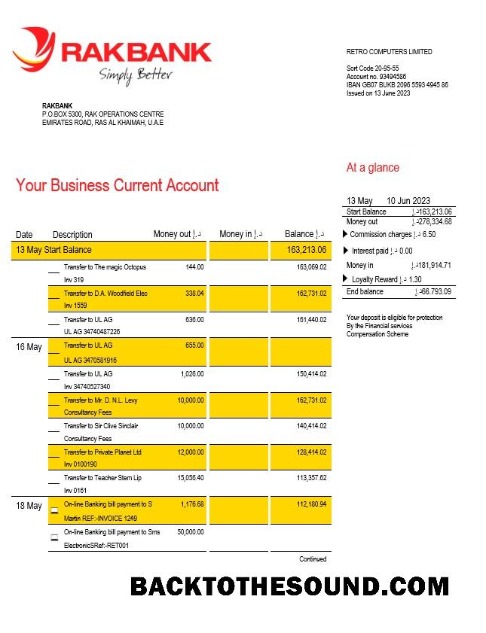 RAKBANK
Simply Better
RETRO COMPUTERS LIMITED
Sort Code 20-95-55
Account no. 93494586
IBAN GB07 BUKB 2096 5593 4945 86
Issued on 13 June 2023
RAKBANK
P.O.BOX 5300, RAK OPERATIONS CENTRE
EMIRATES ROAD, RAS AL KHAIMAH, U.A.E
At a glance
Your Business Current Account
13 May 10 Jun 2023
Start Balance د.إ163,213.06
Money out د.إ278,334.68
Commission charges د.إ 6.50
Interest paid د.إ 0.00
Money in د.إ181,914.71
Loyalty Reward د.إ 1.30
End balance د.إ66.793.09
Your deposit is eligible for protection
By the Financial services
Compensation Scheme
Date Description Money out د.إ Money in د.إ Balance د.إ
13 May Start Balance 163,213.06
Transfer to The magic Octopus 144.00 163,069.02
Inv 319
Transfer to D.A. Woodfield Eleo 338.04 162,731.02
Inv 1559
Transfer to UL AG 636.00 161,440.02
UL AG 34740487226
16 May Transfer to UL AG 655.00
UL AG 3470581916
Transfer to UL AG 1,026.00 150,414.02
Inv 34740527340
Transfer to Mr. D. N.L. Levy 10,000.00 162,731.02
Consultancy Fees
Transfer to Sir Clive Sinclair 10,000.00 140,414.02
Consultancy Fees
Transfer to Private Planet Ltd 12,000.00 128,414.02
Inv 0100190
Transfer to Teacher Stern Lip 15,056.40 113,357.62
Inv 0161
18 May On-line Banking bill payment to S 1,176.68 112,180.94
Martin REF:-INVOICE 1249
On-line Banking bill payment to Sms 50,000.00
ElectronicSRef:-RET001
Continued
BACKTOTHESOUND.COM